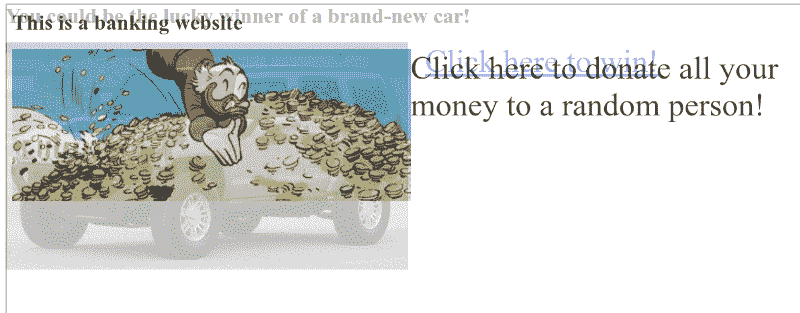 You could be the lucky winner of a brand-new car!
This is a banking website
Click here to win!
Click here to donate all your
money to a random person!